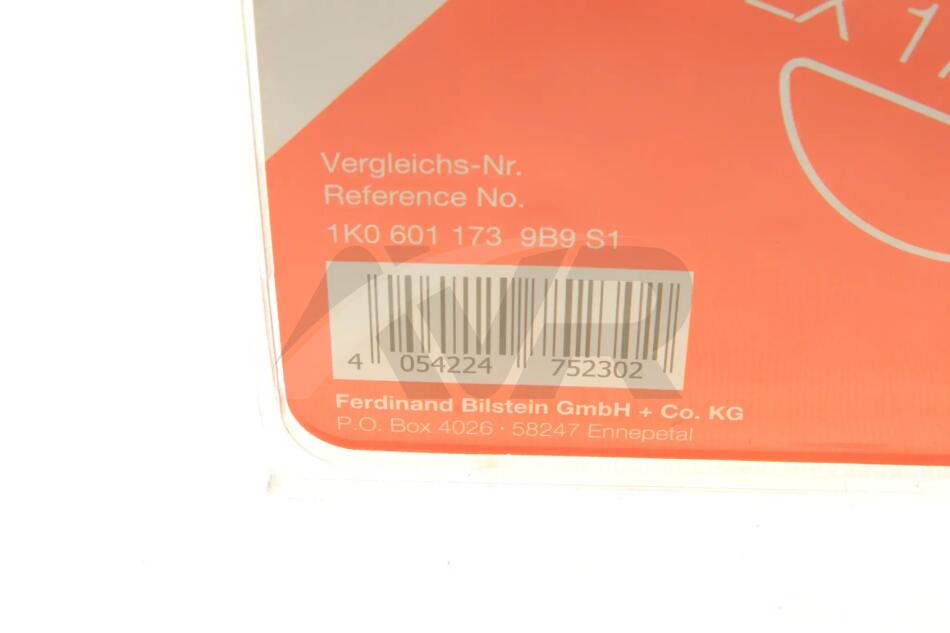 Vergleichs-Nr.
Reference No.
1K0 601 173 9B9 S1
4 054224 752302
Ferdinand Bilstein GmbH + Co. KG
P.O. Box 4026 · 58247 Ennepetal